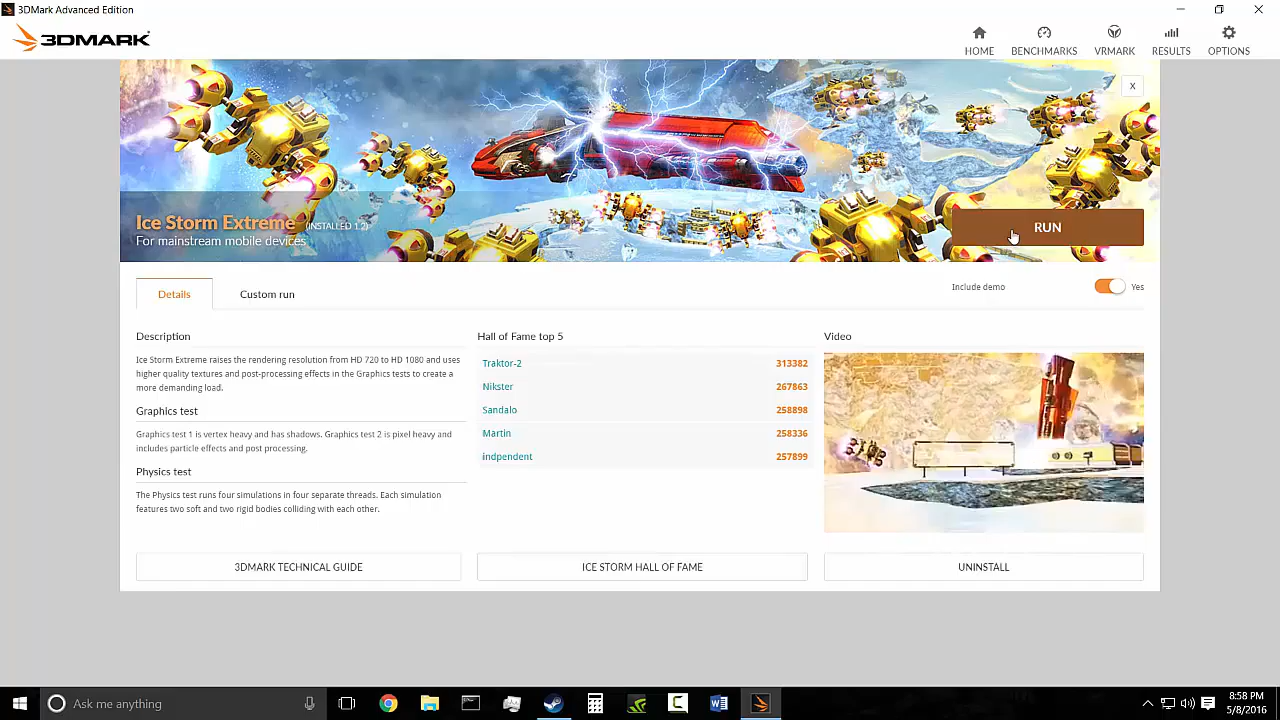 3DMark Advanced Edition
3DMARK
HOME
BENCHMARKS
VRMARK
RESULTS
OPTIONS
X
Ice Storm Extreme (INSTALLED 1.2)
For mainstream mobile devices
RUN
Details
Custom run
Include demo
Yes
Description
Ice Storm Extreme raises the rendering resolution from HD 720 to HD 1080 and uses
higher quality textures and post-processing effects in the Graphics tests to create a
more demanding load.
Graphics test
Graphics test 1 is vertex heavy and has shadows. Graphics test 2 is pixel heavy and
includes particle effects and post processing.
Physics test
The Physics test runs four simulations in four separate threads. Each simulation
features two soft and two rigid bodies colliding with each other.
Hall of Fame top 5
Traktor-2 313382
Nikster 267863
Sandalo 258898
Martin 258336
indpendent 257899
Video
3DMARK TECHNICAL GUIDE
ICE STORM HALL OF FAME
UNINSTALL
Ask me anything
8:58 PM
5/8/2016